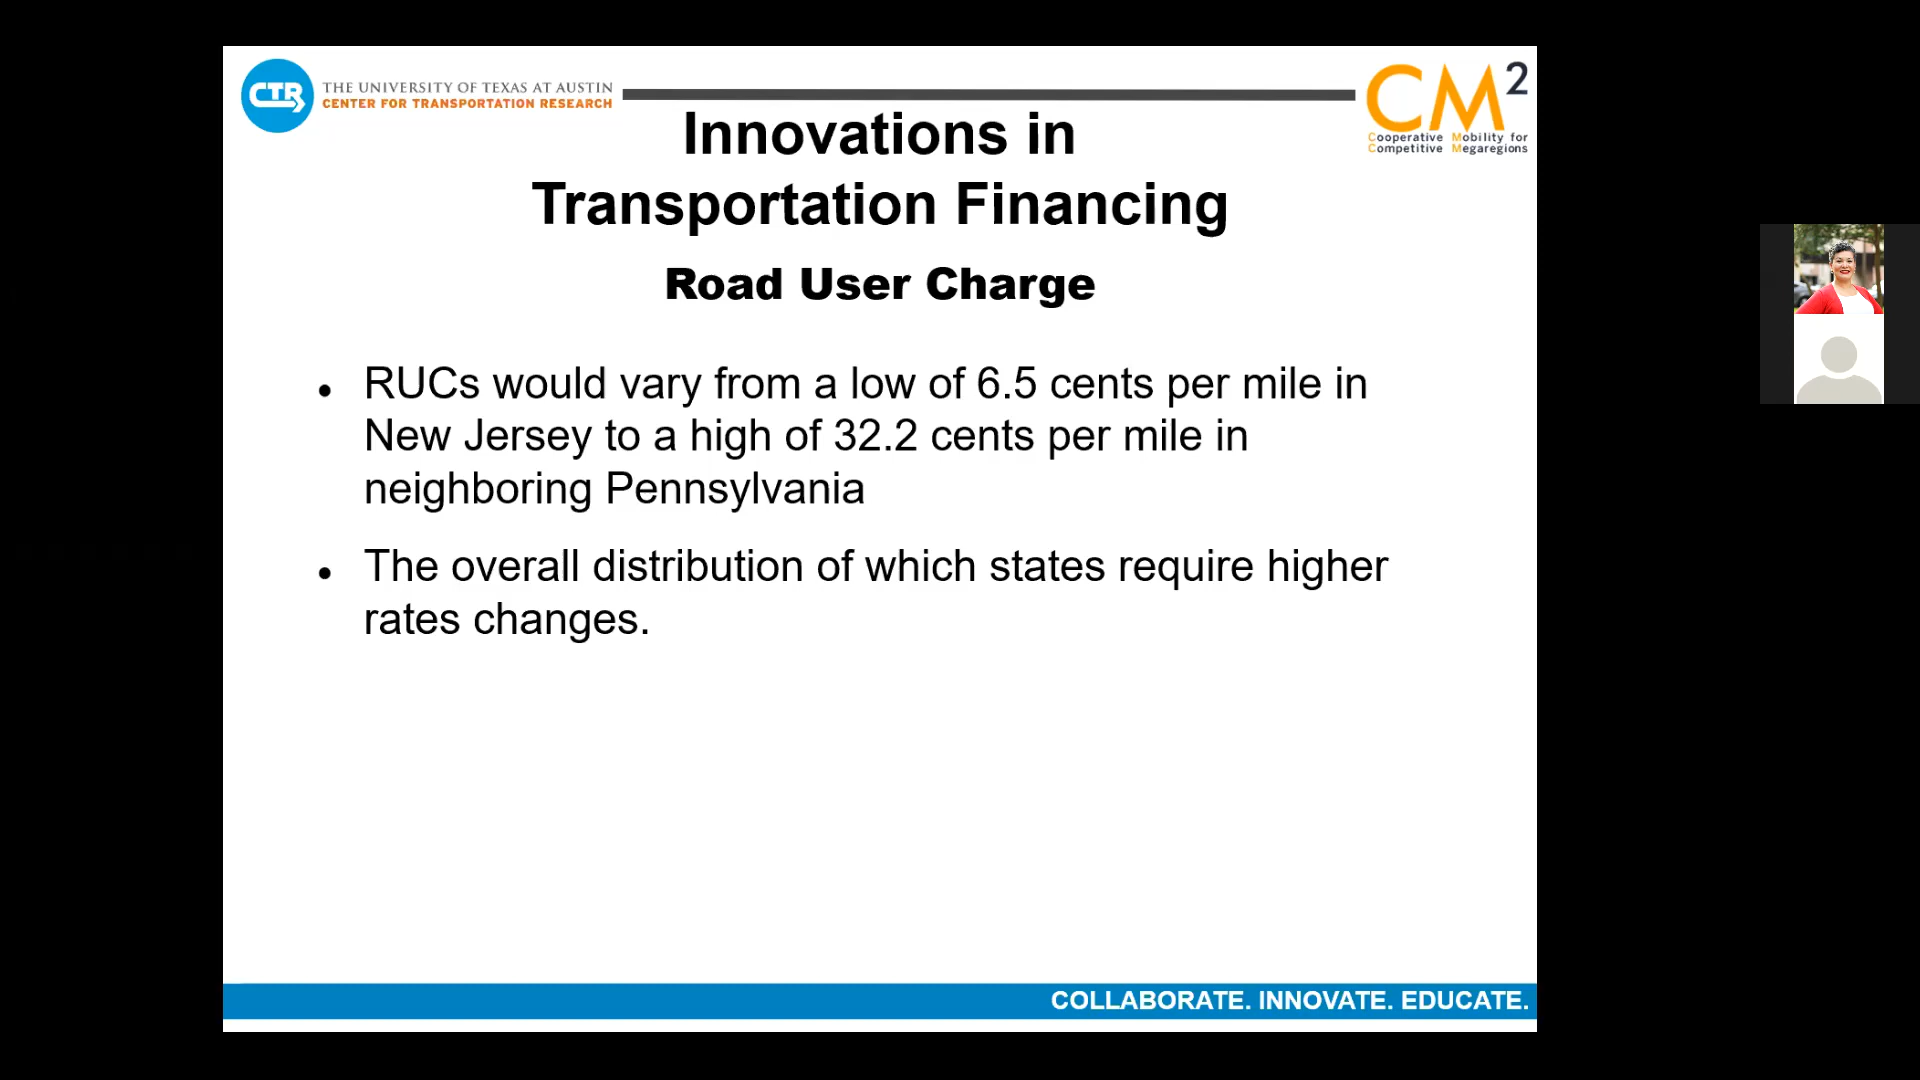 CTR
THE UNIVERSITY OF TEXAS AT AUSTIN
CENTER FOR TRANSPORTATION RESEARCH
CM²
Cooperative Mobility for
Competitive Megaregions
Innovations in
Transportation Financing
Road User Charge
• RUCs would vary from a low of 6.5 cents per mile in
New Jersey to a high of 32.2 cents per mile in
neighboring Pennsylvania
• The overall distribution of which states require higher
rates changes.
COLLABORATE. INNOVATE. EDUCATE.